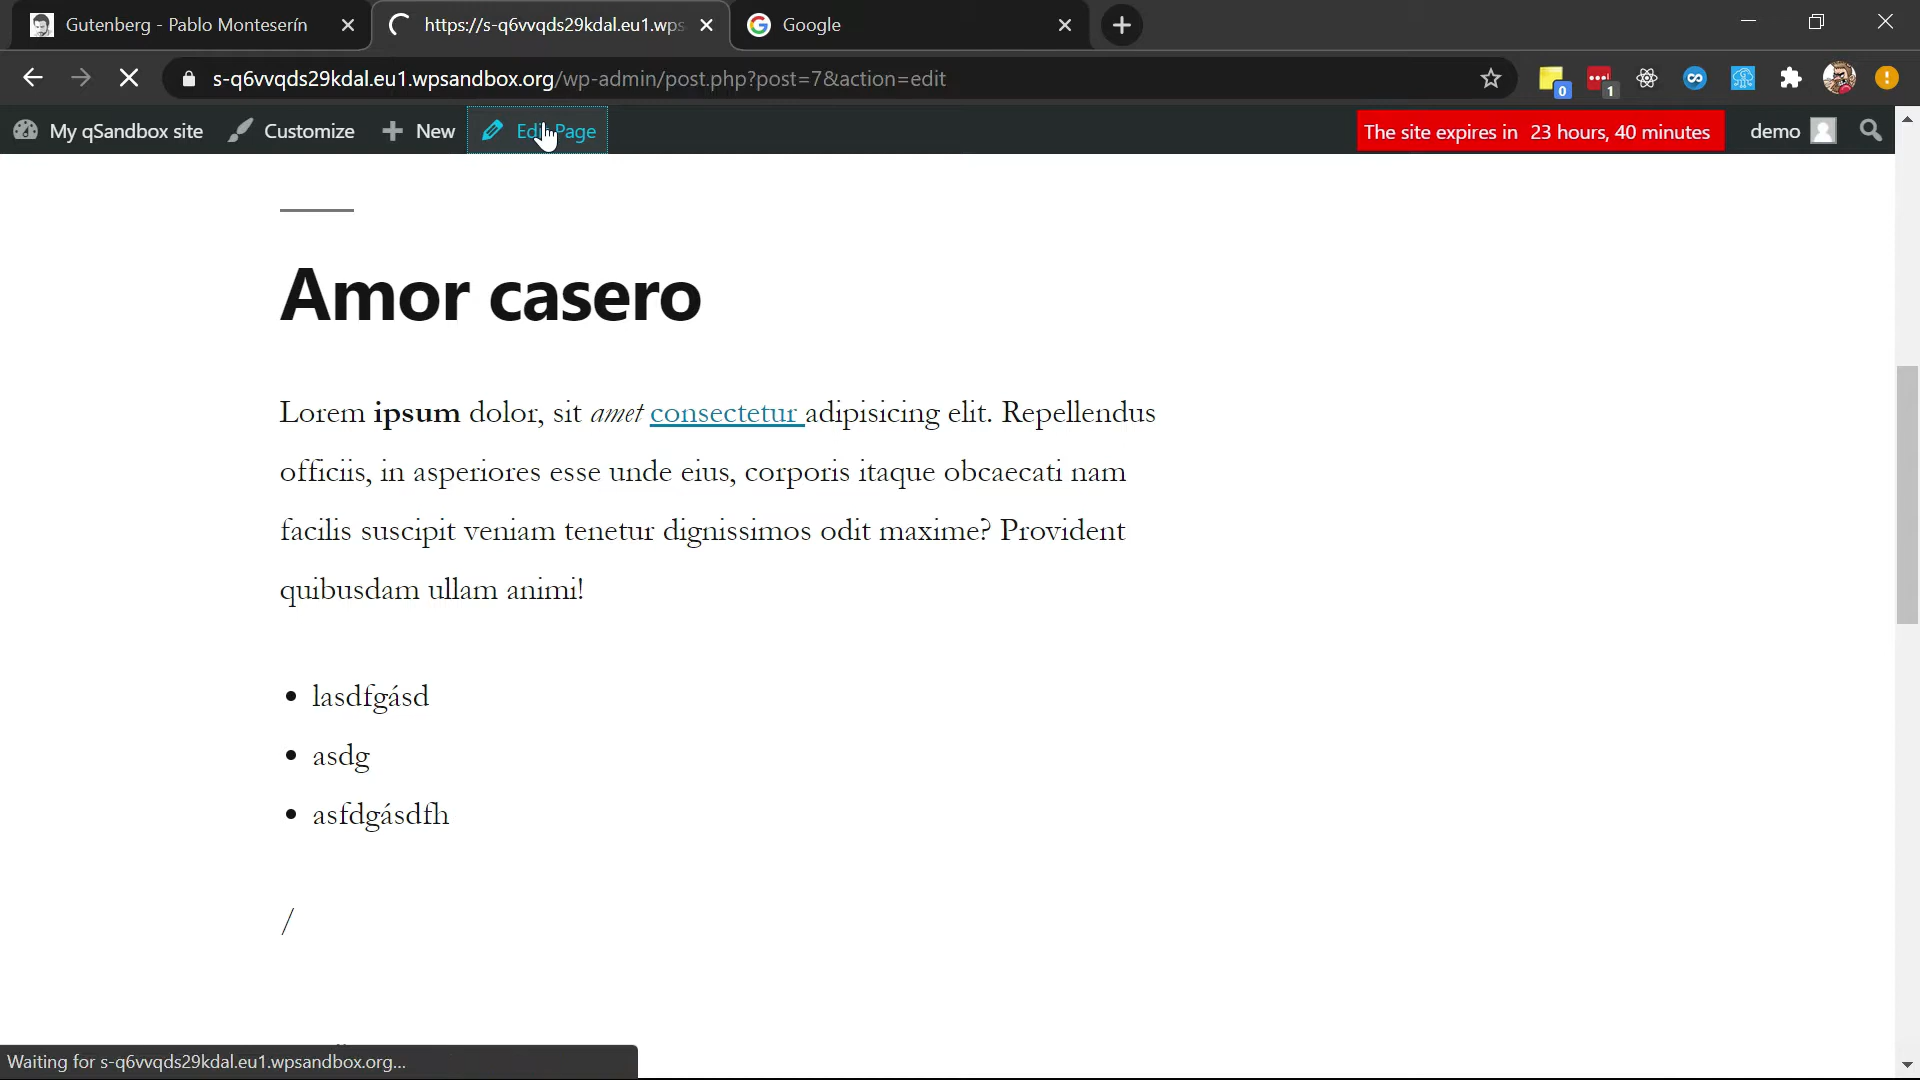 Gutenberg - Pablo Monteserín
https://s-q6vvqds29kdal.eu1.wps
Google
s-q6vvqds29kdal.eu1.wpsandbox.org/wp-admin/post.php?post=7&action=edit
0
1
My qSandbox site
Customize
New
Edit Page
The site expires in 23 hours, 40 minutes
demo
Amor casero
Lorem ipsum dolor, sit amet consectetur adipisicing elit. Repellendus
officiis, in asperiores esse unde eius, corporis itaque obcaecati nam
facilis suscipit veniam tenetur dignissimos odit maxime? Provident
quibusdam ullam animi!
lasdfgásd
asdg
asfdgásdfh
/
Waiting for s-q6vvqds29kdal.eu1.wpsandbox.org...